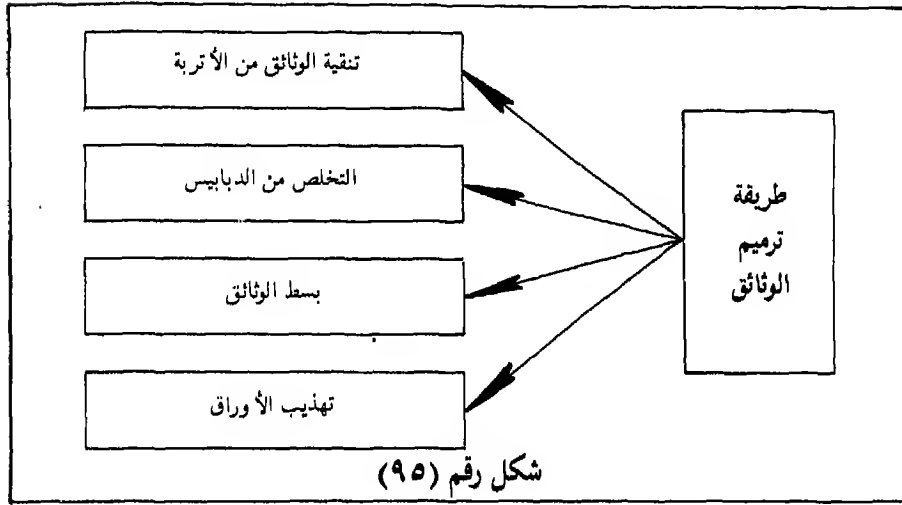 طريقة
ترميم
الوثائق
تنقية الوثائق من الأتربة
التخلص من الدبابيس
بسط الوثائق
تهذيب الأوراق
شكل رقم (٩٥)